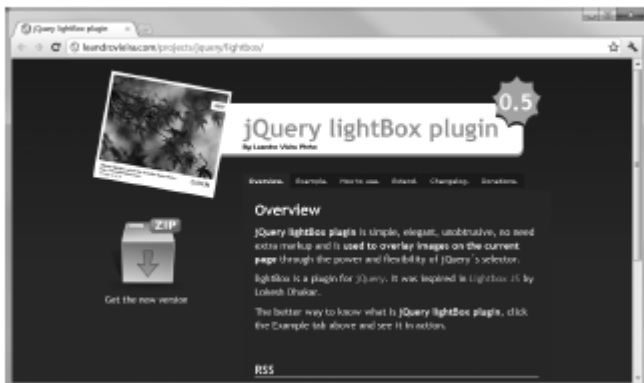 jQuery lightBox plugin
leandrovieira.com/projects/jquery/lightbox/
0.5
jQuery lightBox plugin
By Leandro Vieira Pinho
Overview. Example. How to use. Extend. Changelog. Donations.
ZIP
Get the new version
Overview
jQuery lightBox plugin is simple, elegant, unobtrusive, no need
extra markup and is used to overlay images on the current
page through the power and flexibility of jQuery´s selector.
lightBox is a plugin for jQuery. It was inspired in Lightbox JS by
Lokesh Dhakar.
The better way to know what is jQuery lightBox plugin, click
the Example tab above and see it in action.
RSS